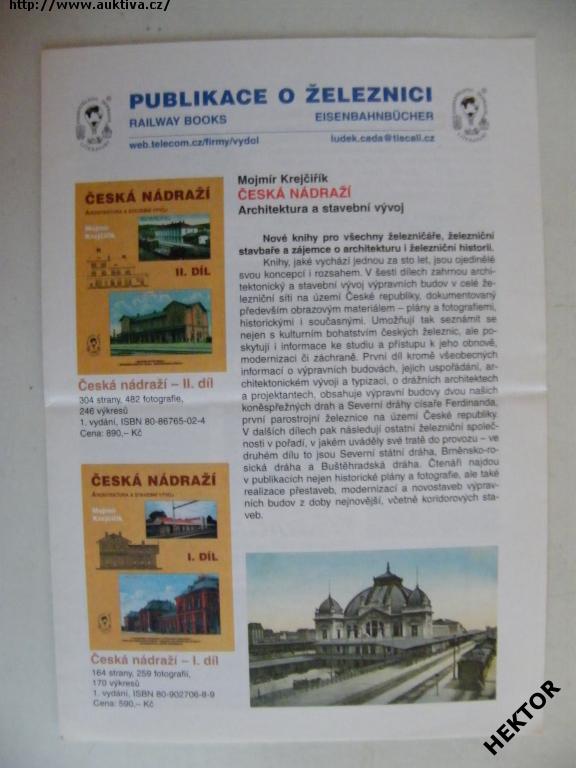 http://www.auktiva.cz/
PUBLIKACE O ŽELEZNICI
RAILWAY BOOKS EISENBAHNBÜCHER
web.telecom.cz/firmy/vydol ludek.cada@tiscali.cz
ČESKÁ NÁDRAŽÍ
ARCHITEKTURA A STAVEBNÍ VÝVOJ
Mojmír
Krejčiřík
II. DÍL
Česká nádraží – II. díl
304 strany, 482 fotografie,
246 výkresů
1. vydání, ISBN 80-86765-02-4
Cena: 890,– Kč
ČESKÁ NÁDRAŽÍ
ARCHITEKTURA A STAVEBNÍ VÝVOJ
Mojmír
Krejčiřík
I. DÍL
Česká nádraží – I. díl
164 strany, 259 fotografií,
170 výkresů
1. vydání, ISBN 80-902706-8-9
Cena: 590,– Kč
Mojmír Krejčiřík
ČESKÁ NÁDRAŽÍ
Architektura a stavební vývoj
Nové knihy pro všechny železničáře, železniční
stavbaře a zájemce o architekturu i železniční historii.
Knihy, jaké vychází jednou za sto let, jsou ojedinělé
svou koncepcí i rozsahem. V šesti dílech zahrnou archi-
tektonický a stavební vývoj výpravních budov v celé že-
lezniční síti na území České republiky, dokumentovaný
především obrazovým materiálem – plány a fotografiemi,
historickými i současnými. Umožňují tak seznámit se
nejen s kulturním bohatstvím českých železnic, ale po-
skytují i informace ke studiu a přístupu k jeho obnově,
modernizaci či záchraně. První díl kromě všeobecných
informací o výpravních budovách, jejich uspořádání, ar-
chitektonickém vývoji a typizaci, o drážních architektech
a projektantech, obsahuje výpravní budovy dvou našich
koněspřežných drah a Severní dráhy císaře Ferdinanda,
první parostrojní železnice na území České republiky.
V dalších dílech pak následují ostatní železniční společ-
nosti v pořadí, v jakém uváděly své tratě do provozu – ve
druhém dílu to jsou Severní státní dráha, Brněnsko-ro-
sická dráha a Buštěhradská dráha. Čtenáři najdou
v publikacích nejen historické plány a fotografie, ale také
realizace přestaveb, modernizací a novostaveb výprav-
ních budov z doby nejnovější, včetně koridorových sta-
veb.
HEKTOR